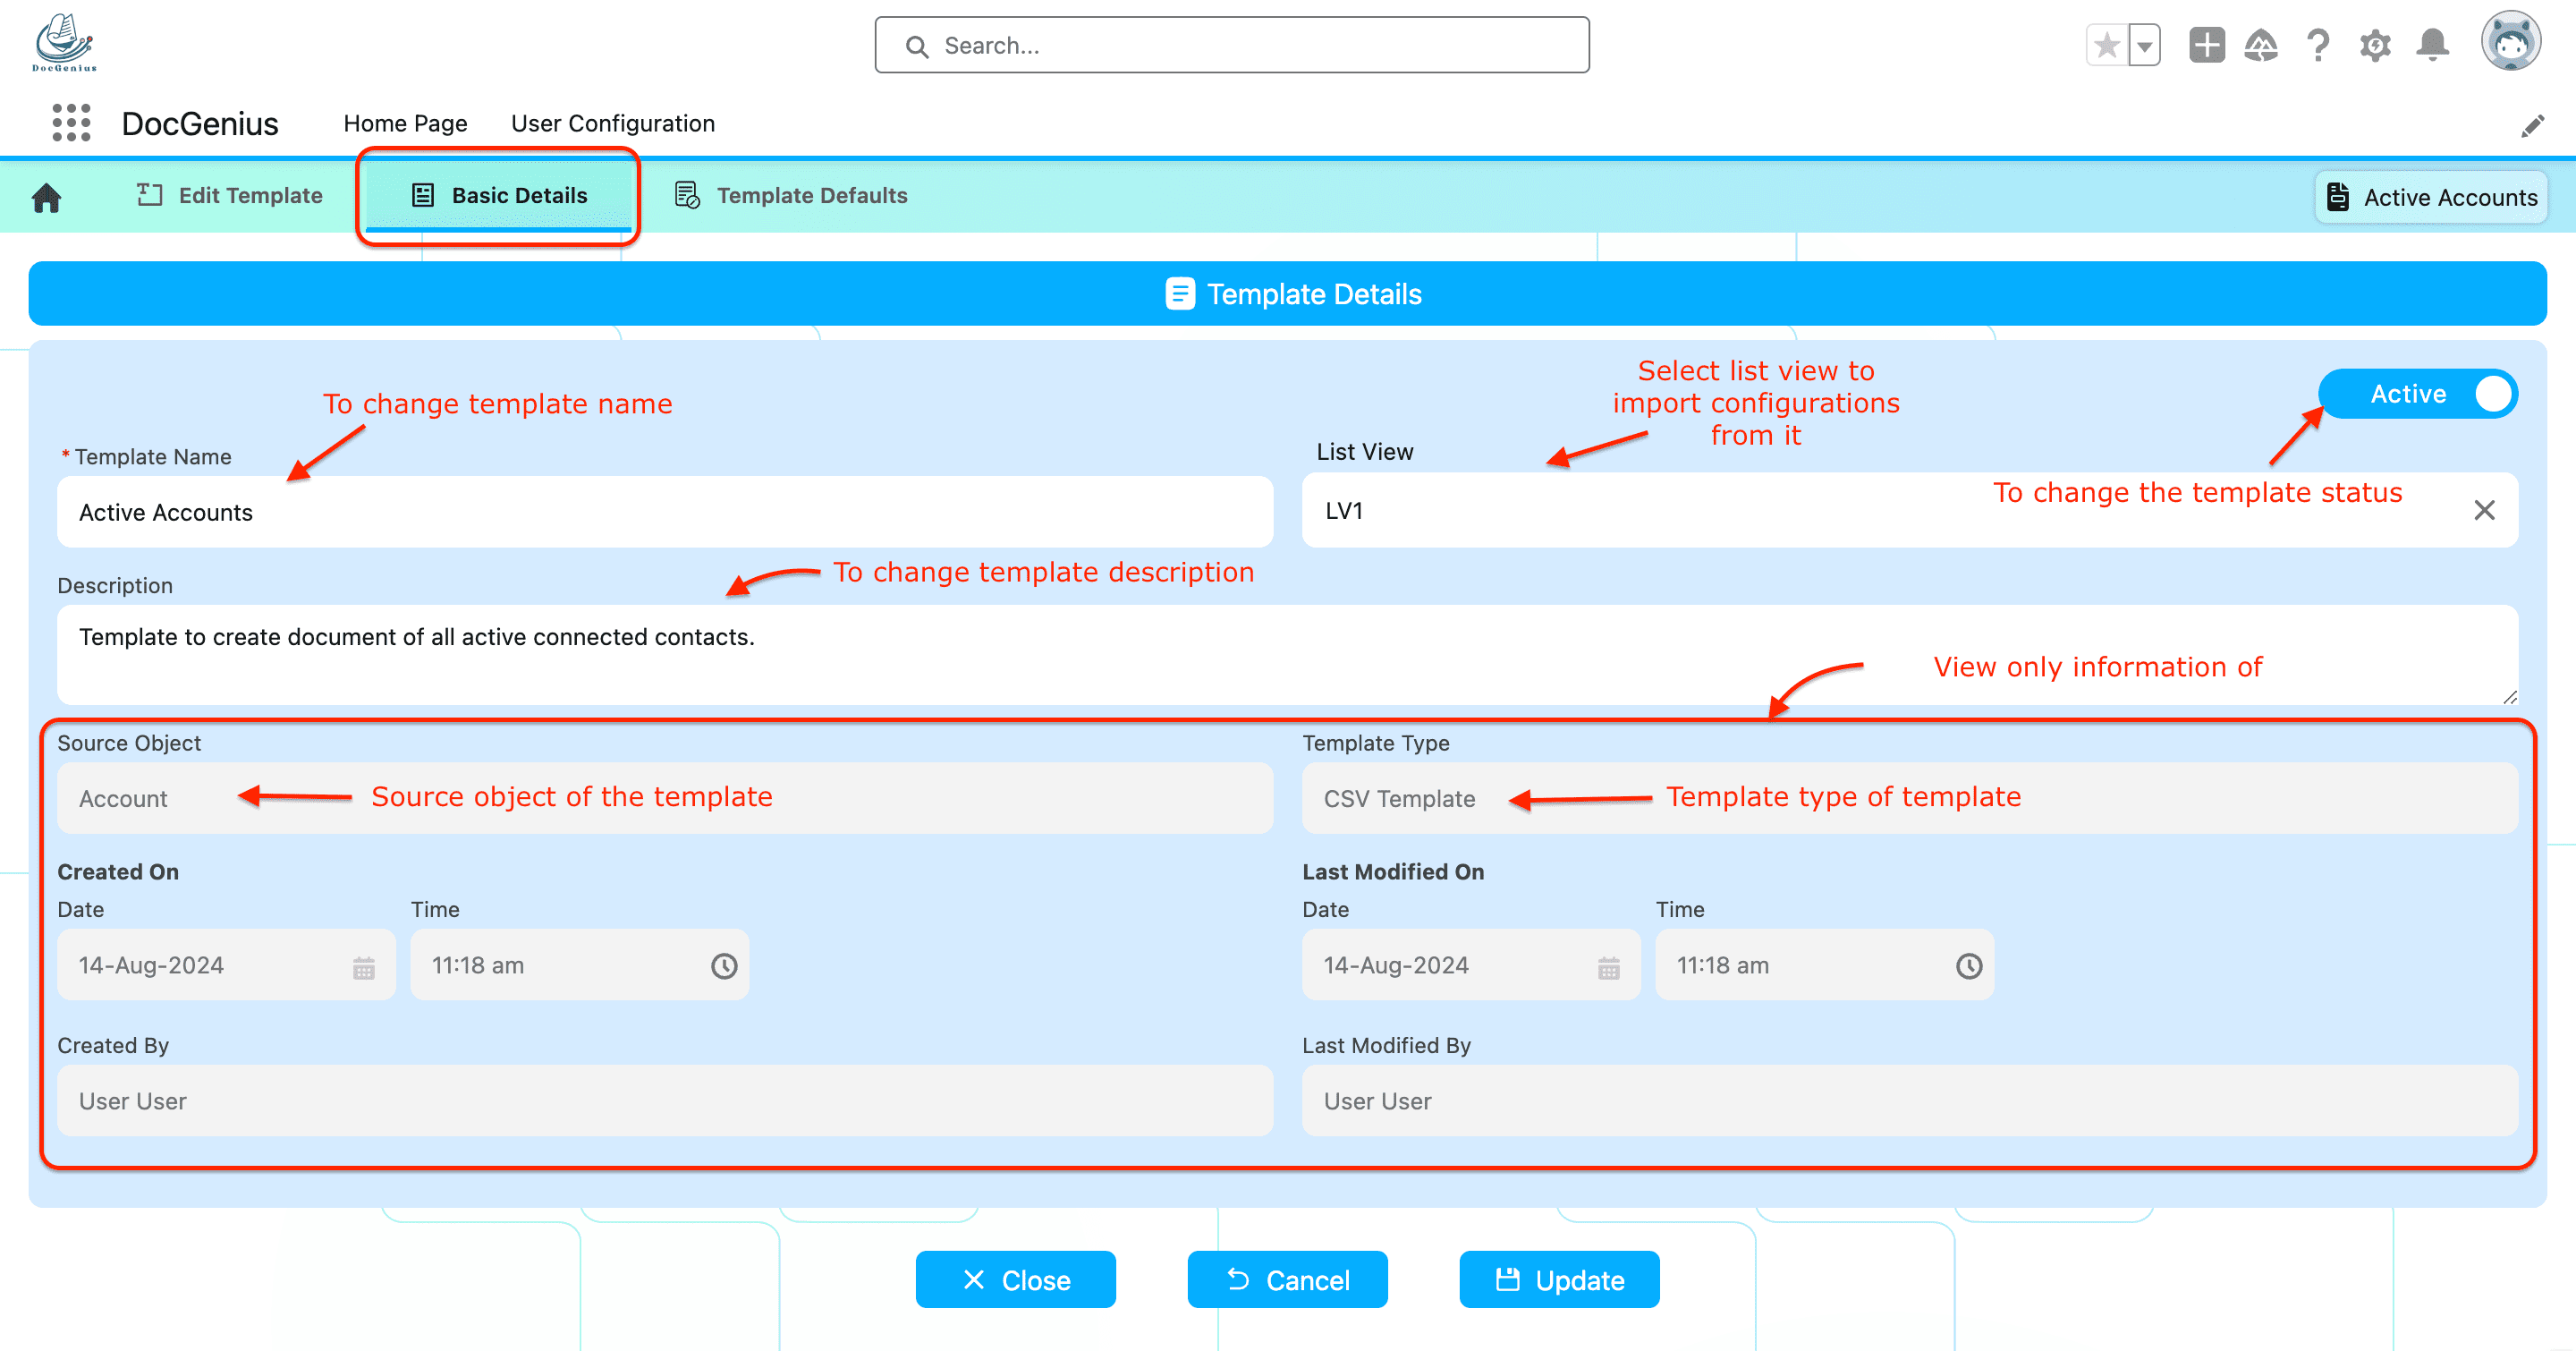 DocGenius
Search...
DocGenius
Home Page
User Configuration
Edit Template
Basic Details
Template Defaults
Active Accounts
Template Details
To change template name
Select list view to
import configurations
from it
Active
* Template Name
List View
Active Accounts
LV1
To change the template status
To change template description
Description
Template to create document of all active connected contacts.
View only information of
Source Object
Template Type
Account
Source object of the template
CSV Template
Template type of template
Created On
Last Modified On
Date
Time
Date
Time
14-Aug-2024
11:18 am
14-Aug-2024
11:18 am
Created By
Last Modified By
User User
User User
Close
Cancel
Update